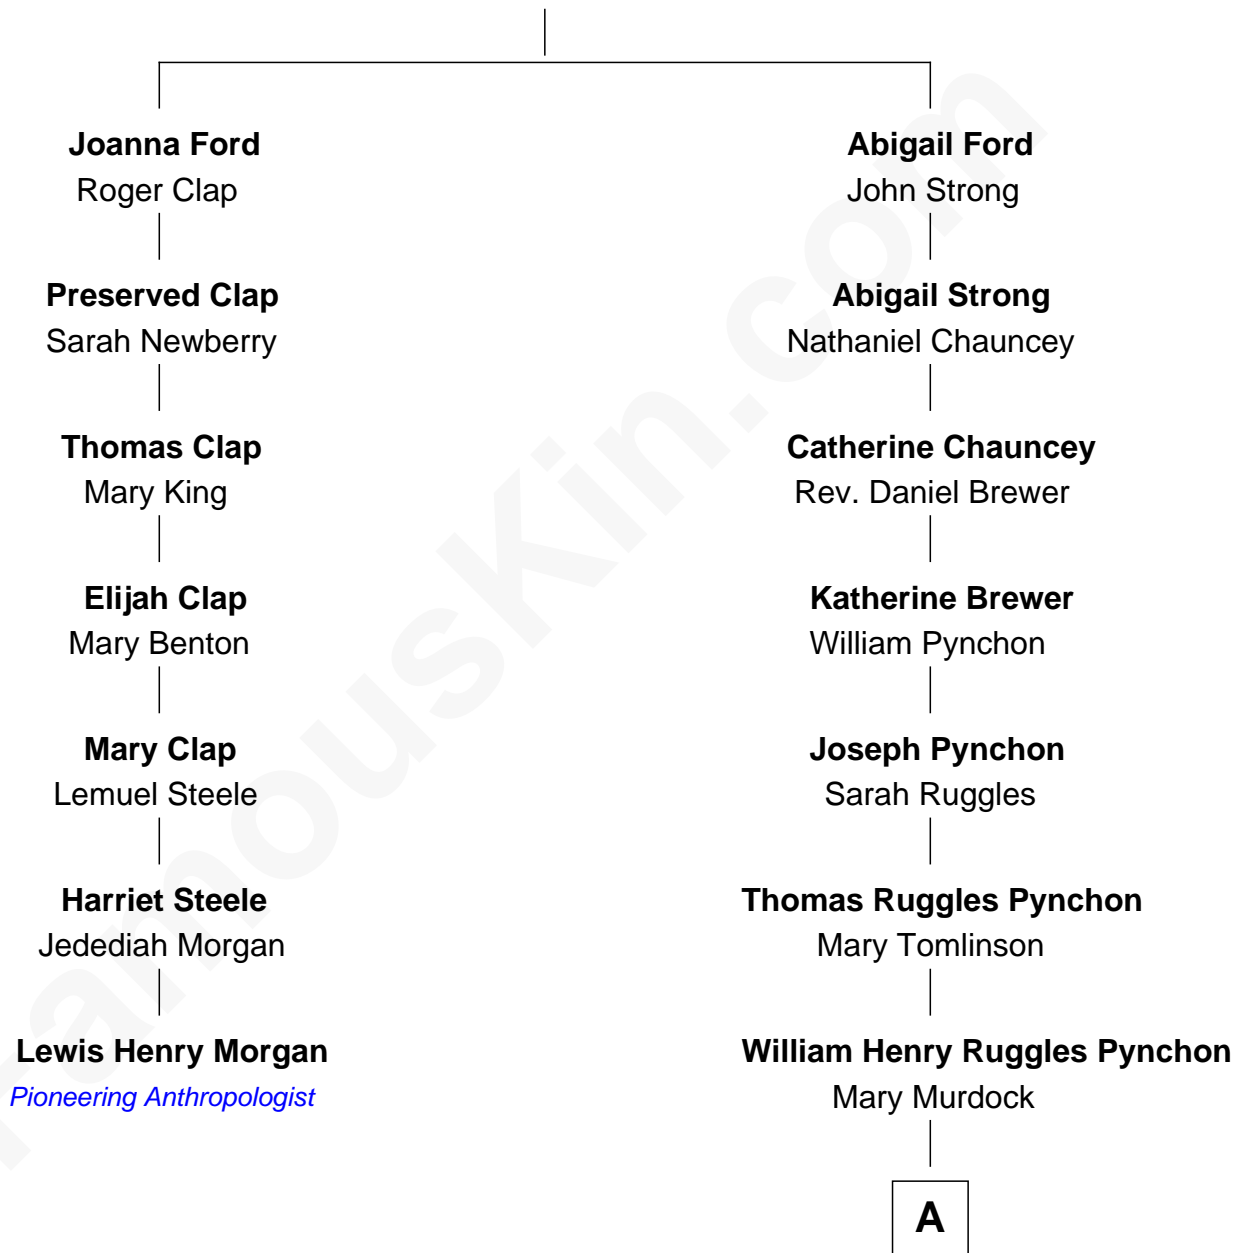 Joanna Ford
Roger Clap
Preserved Clap
Sarah Newberry
Thomas Clap
Mary King
Elijah Clap
Mary Benton
Mary Clap
Lemuel Steele
Harriet Steele
Jedediah Morgan
Lewis Henry Morgan
Pioneering Anthropologist
Abigail Ford
John Strong
Abigail Strong
Nathaniel Chauncey
Catherine Chauncey
Rev. Daniel Brewer
Katherine Brewer
William Pynchon
Joseph Pynchon
Sarah Ruggles
Thomas Ruggles Pynchon
Mary Tomlinson
William Henry Ruggles Pynchon
Mary Murdock
A
FamousKin.com